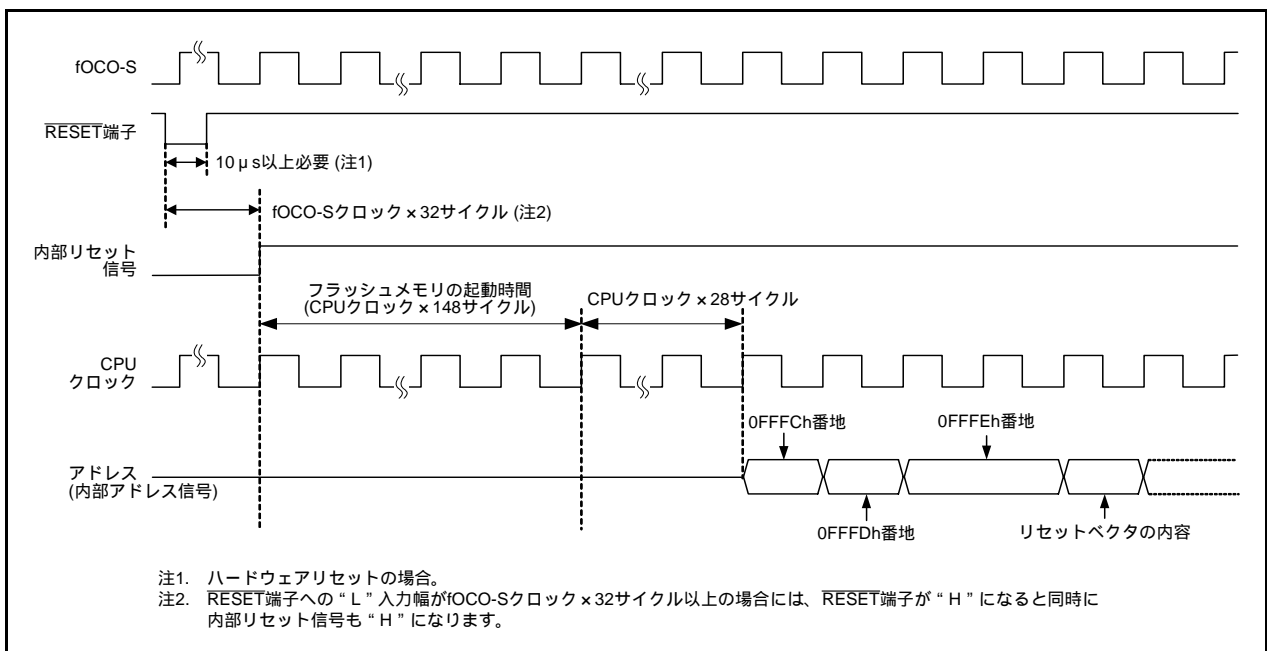 fOCO-S
RESET端子
10μs以上必要 (注1)
fOCO-Sクロック×32サイクル (注2)
内部リセット
信号
フラッシュメモリの起動時間
(CPUクロック×148サイクル)
CPUクロック×28サイクル
CPU
クロック
0FFFCh番地
0FFFEh番地
アドレス
(内部アドレス信号)
0FFFDh番地
リセットベクタの内容
注1. ハードウェアリセットの場合。
注2. RESET端子への“L”入力幅がfOCO-Sクロック×32サイクル以上の場合には、RESET端子が“H”になると同時に
内部リセット信号も“H”になります。